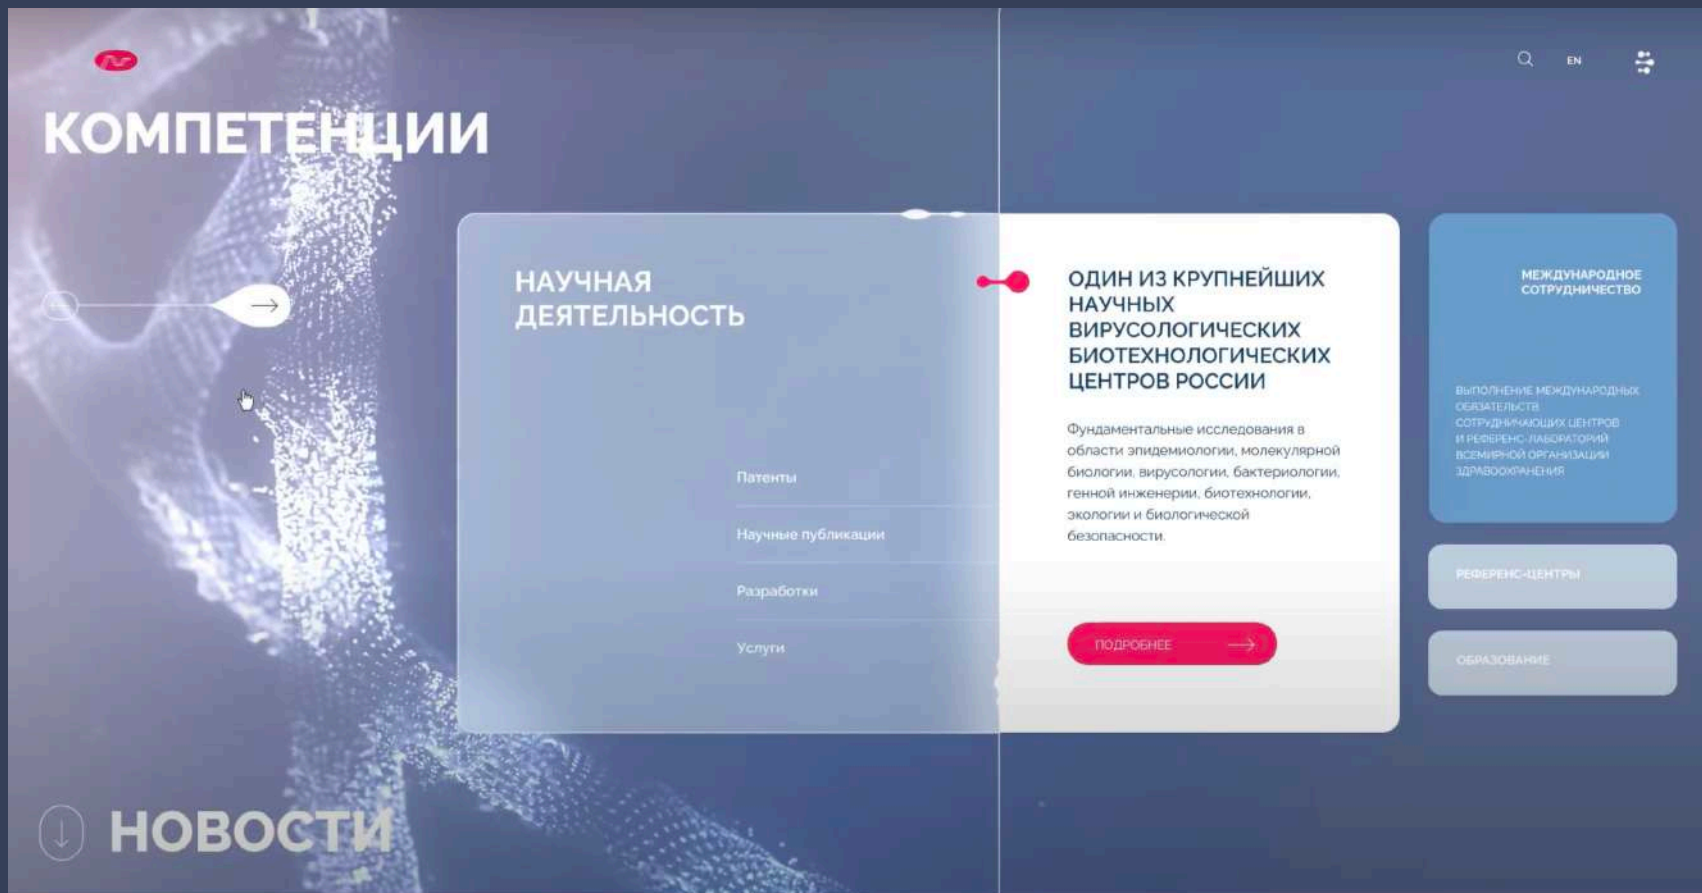 EN
КОМПЕТЕНЦИИ
НАУЧНАЯ
ДЕЯТЕЛЬНОСТЬ
Патенты
Научные публикации
Разработки
Услуги
ОДИН ИЗ КРУПНЕЙШИХ
НАУЧНЫХ
ВИРУСОЛОГИЧЕСКИХ
БИОТЕХНОЛОГИЧЕСКИХ
ЦЕНТРОВ РОССИИ
Фундаментальные исследования в
области эпидемиологии, молекулярной
биологии, вирусологии, бактериологии,
генной инженерии, биотехнологии,
экологии и биологической
безопасности.
ПОДРОБНЕЕ
МЕЖДУНАРОДНОЕ
СОТРУДНИЧЕСТВО
ВЫПОЛНЕНИЕ МЕЖДУНАРОДНЫХ
ОБЯЗАТЕЛЬСТВ
СОТРУДНИЧАЮЩИХ ЦЕНТРОВ
И РЕФЕРЕНС-ЛАБОРАТОРИЙ
ВСЕМИРНОЙ ОРГАНИЗАЦИИ
ЗДРАВООХРАНЕНИЯ
РЕФЕРЕНС-ЦЕНТРЫ
ОБРАЗОВАНИЕ
НОВОСТИ